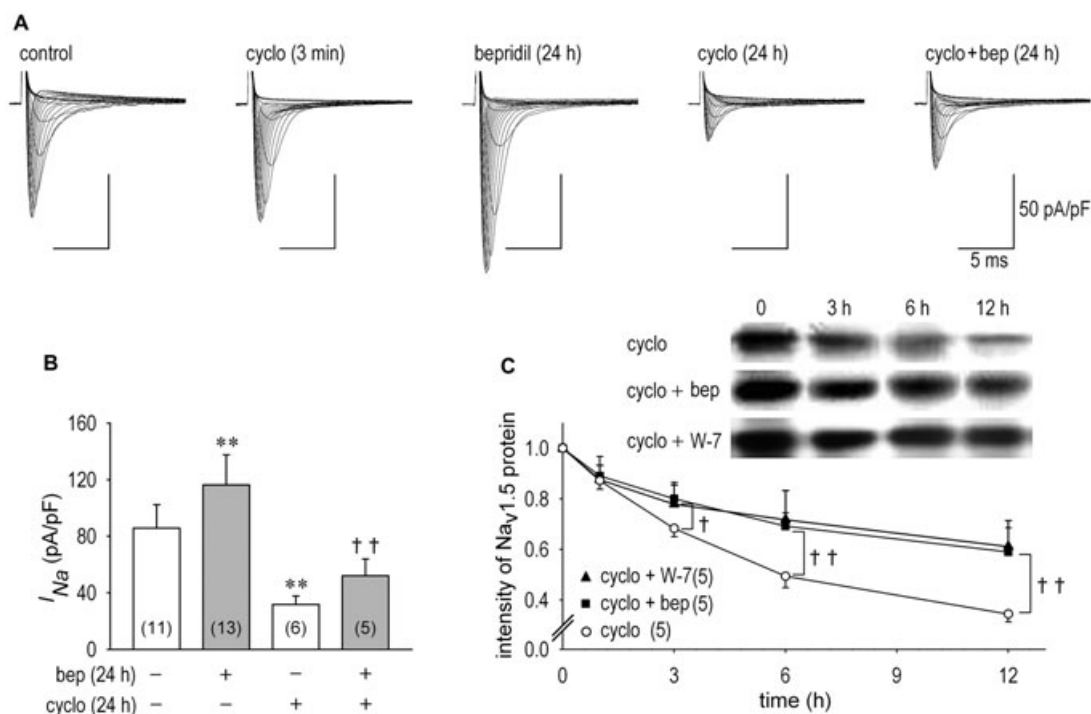 A
control
cyclo (3 min)
bepridil (24 h)
cyclo (24 h)
cyclo+bep (24 h)
50 pA/pF
5 ms
B
160
120
80
40
0
I Na (pA/pF)
**
**
††
(11)
(13)
(6)
(5)
bep (24 h) – + – +
cyclo (24 h) – – + +
C
0 3 h 6 h 12 h
cyclo
cyclo + bep
cyclo + W-7
1.0
0.8
0.6
0.4
0.0
intensity of NaV1.5 protein
†
††
††
cyclo + W-7(5)
cyclo + bep (5)
cyclo (5)
0 3 6 9 12
time (h)